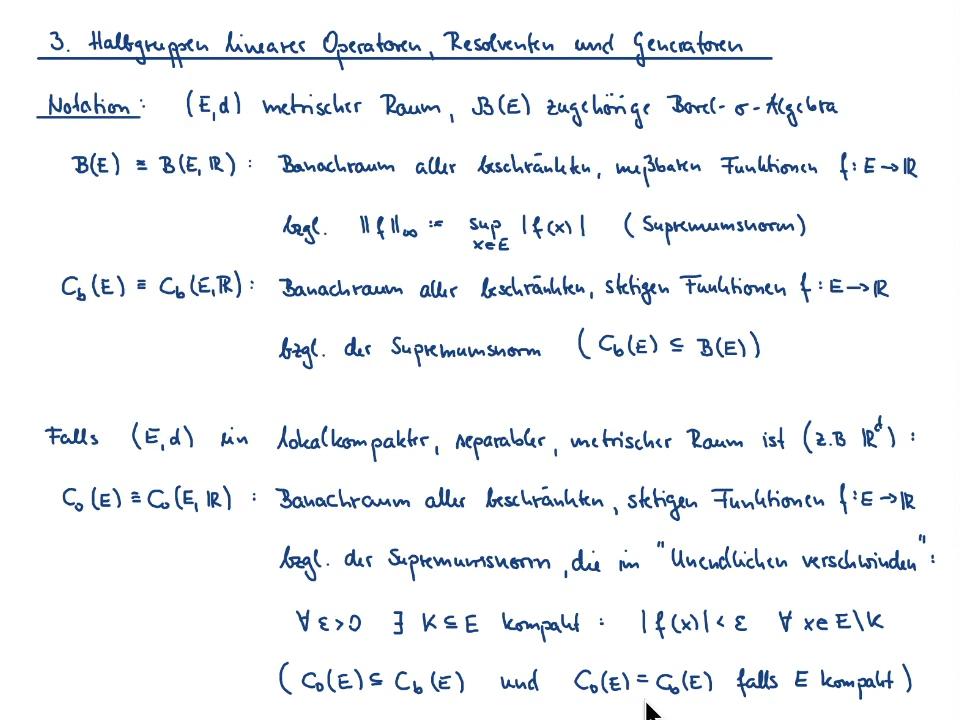 3. Halbgruppen linearer Operatoren, Resolventen und Generatoren
Notation: (E,d) metrischer Raum, B(E) zugehörige Borel-σ-Algebra
B(E) ≡ B(E,ℝ): Banachraum aller beschränkten, meßbaren Funktionen f: E→ℝ
bzgl. ‖f‖∞ := sup_{x∈E} |f(x)| (Supremumsnorm)
C_b(E) ≡ C_b(E,ℝ): Banachraum aller beschränkten, stetigen Funktionen f: E→ℝ
bzgl. der Supremumsnorm (C_b(E) ⊆ B(E))
Falls (E,d) ein lokalkompakter, separabler, metrischer Raum ist (z.B ℝ^d):
C_0(E) ≡ C_0(E,ℝ): Banachraum aller beschränkten, stetigen Funktionen f: E→ℝ
bzgl. der Supremumsnorm, die im "Unendlichen verschwinden":
∀ ε>0 ∃ K⊆E kompakt: |f(x)|<ε ∀ x∈E\K
(C_0(E) ⊆ C_b(E) und C_0(E) = C_b(E) falls E kompakt)